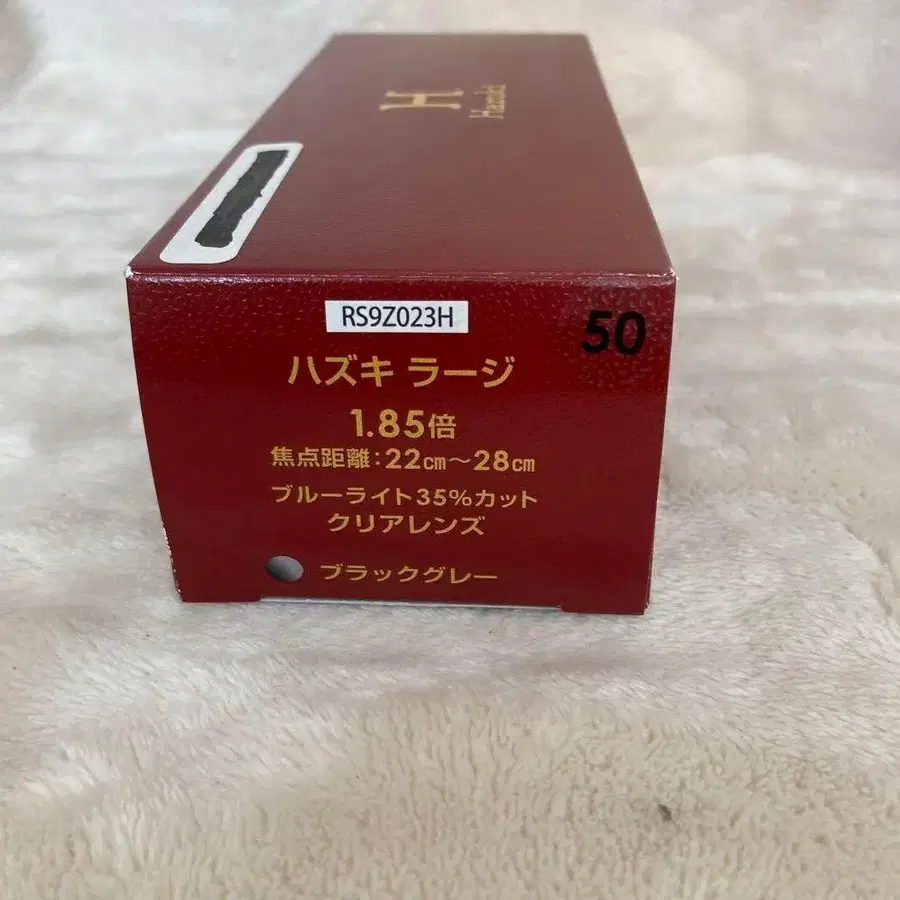 H
Hazuki
RS9Z023H
50
ハズキ ラージ
1.85倍
焦点距離:22㎝～28㎝
ブルーライト35%カット
クリアレンズ
ブラックグレー